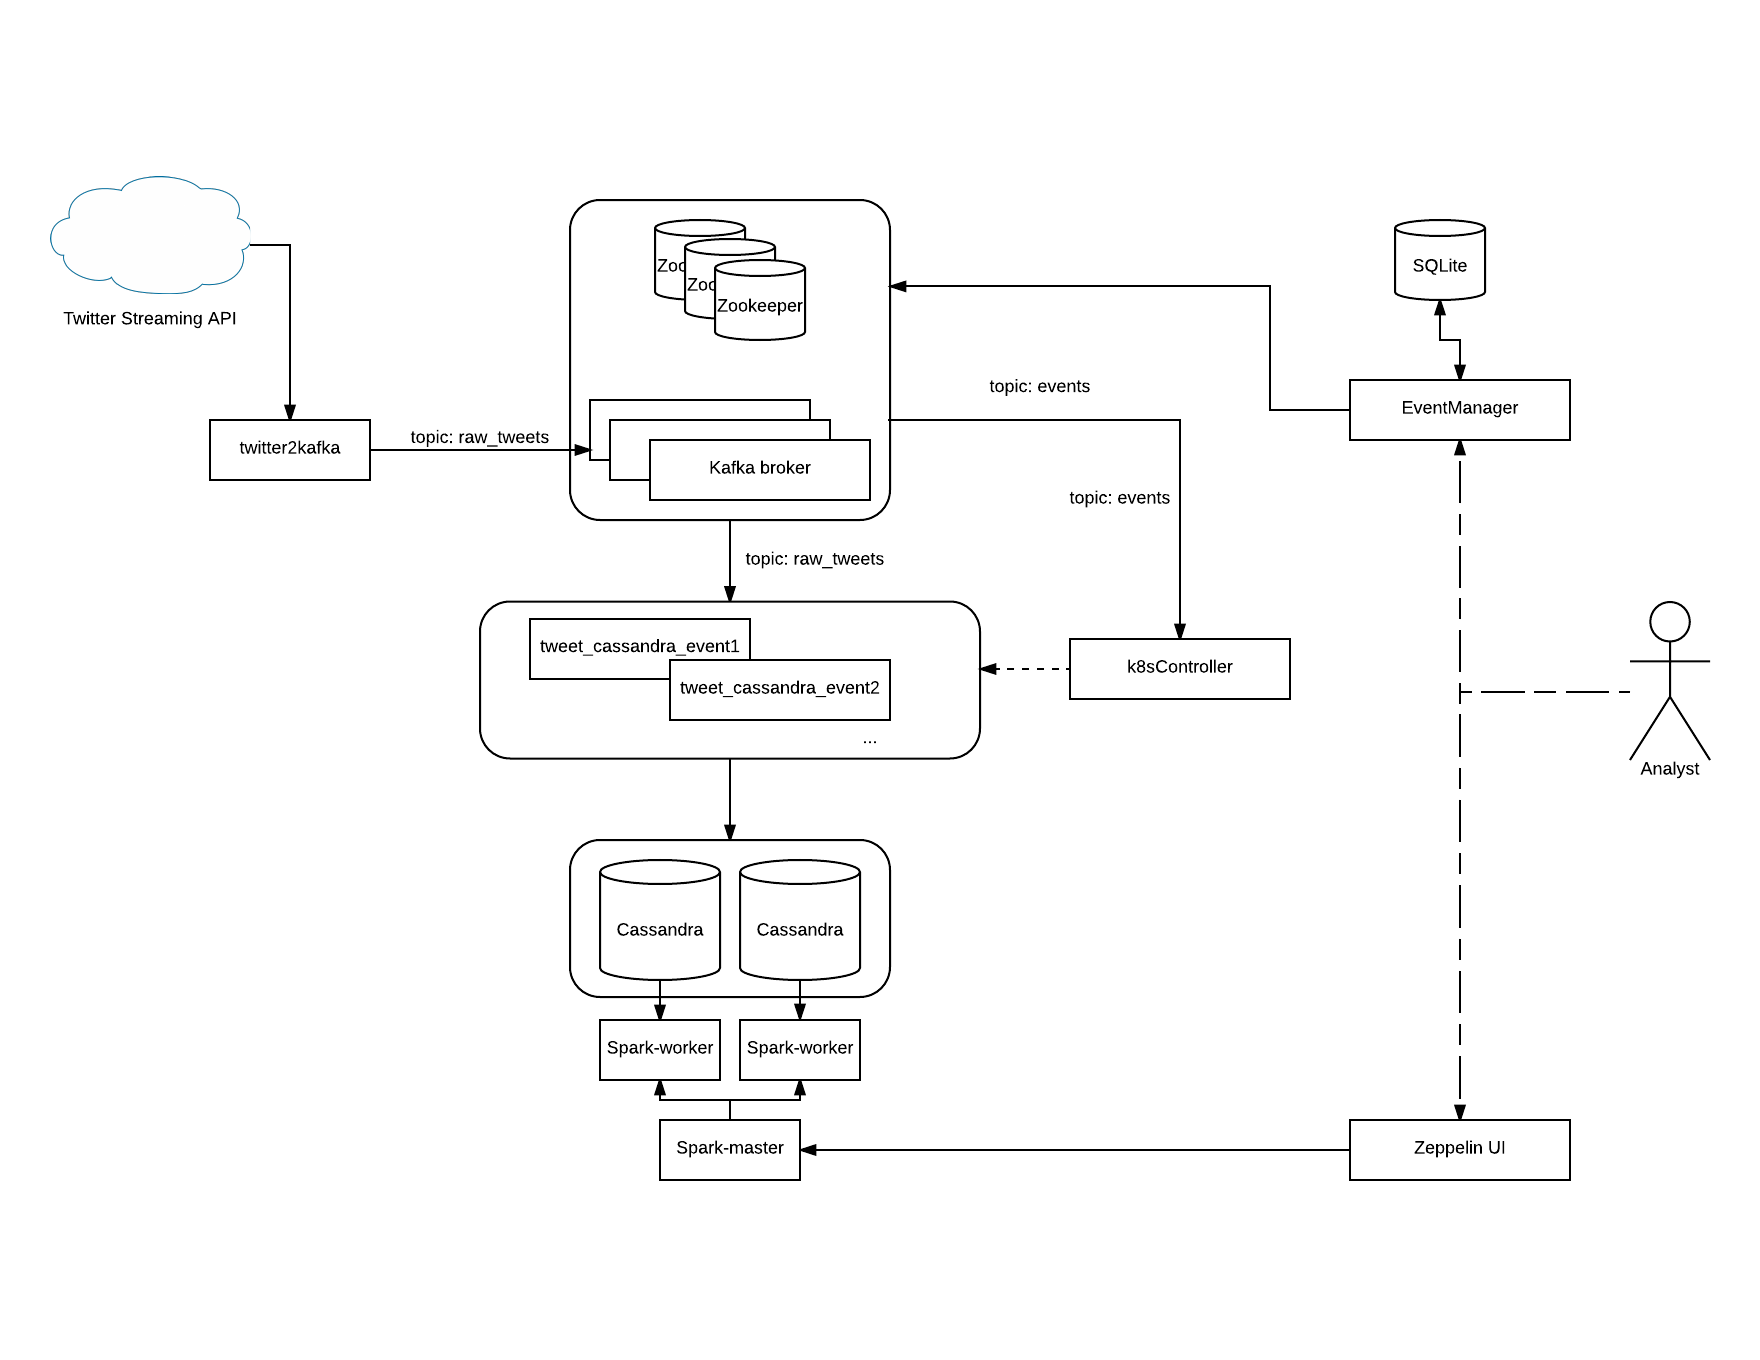 Twitter Streaming API
twitter2kafka
topic: raw_tweets
Zoo
Zoo
Zookeeper
Kafka broker
topic: events
topic: events
SQLite
EventManager
topic: raw_tweets
tweet_cassandra_event1
tweet_cassandra_event2
...
k8sController
Analyst
Cassandra
Cassandra
Spark-worker
Spark-worker
Spark-master
Zeppelin UI